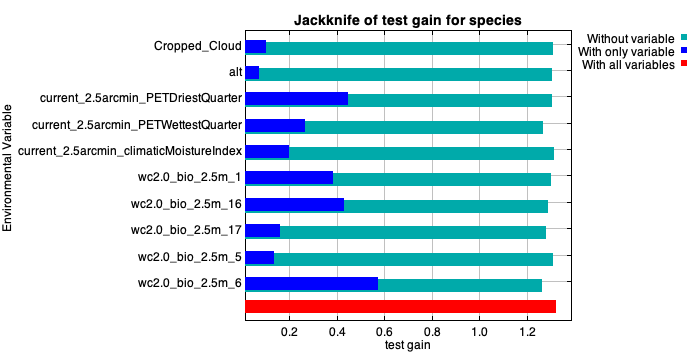 Jackknife of test gain for species
Without variable
With only variable
With all variables
Environmental Variable
Cropped_Cloud
alt
current_2.5arcmin_PETDriestQuarter
current_2.5arcmin_PETWettestQuarter
current_2.5arcmin_climaticMoistureIndex
wc2.0_bio_2.5m_1
wc2.0_bio_2.5m_16
wc2.0_bio_2.5m_17
wc2.0_bio_2.5m_5
wc2.0_bio_2.5m_6
0.2 0.4 0.6 0.8 1.0 1.2
test gain